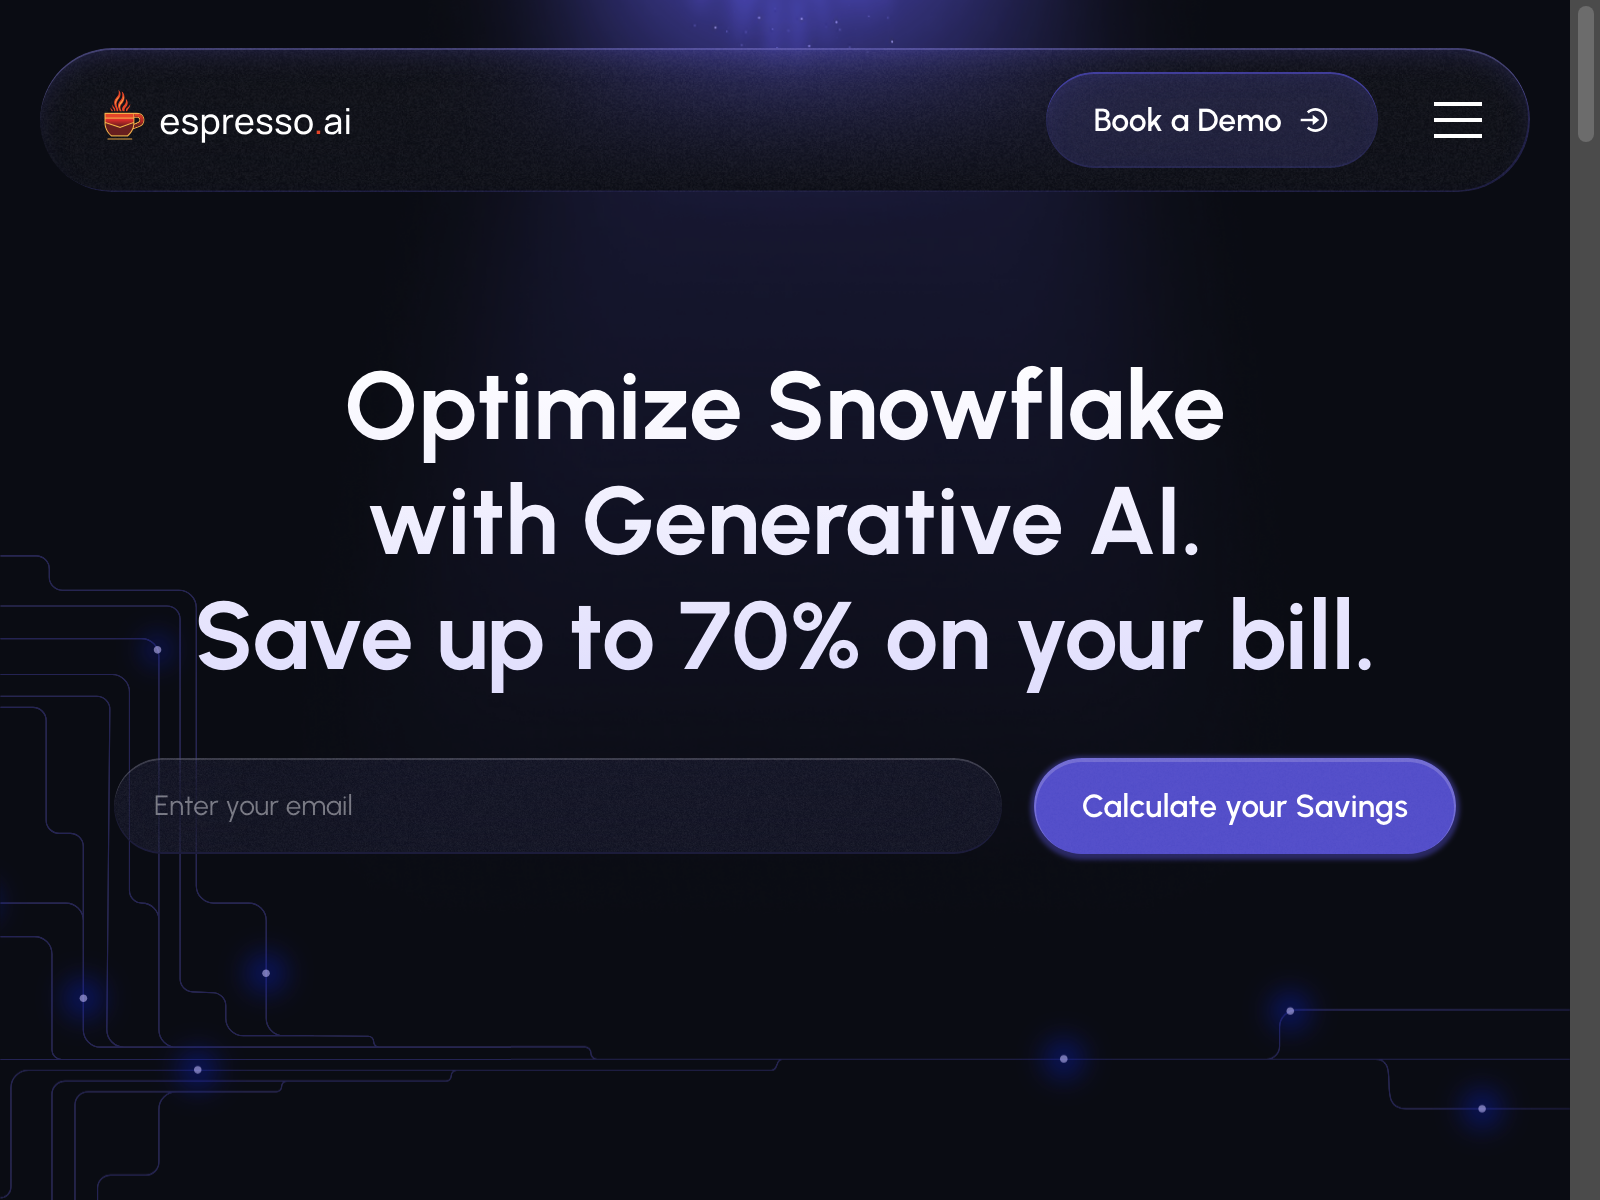 espresso.ai
Book a Demo
Optimize Snowflake
with Generative AI.
Save up to 70% on your bill.
Enter your email
Calculate your Savings